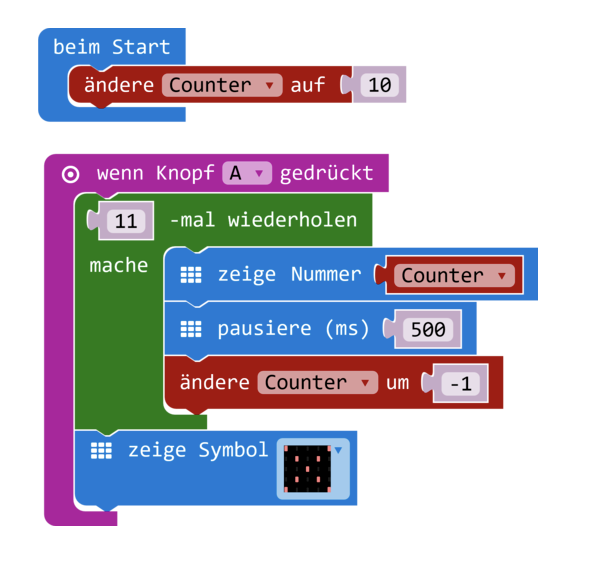 beim Start
ändere Counter auf 10
wenn Knopf A gedrückt
11 -mal wiederholen
mache
zeige Nummer Counter
pausiere (ms) 500
ändere Counter um -1
zeige Symbol